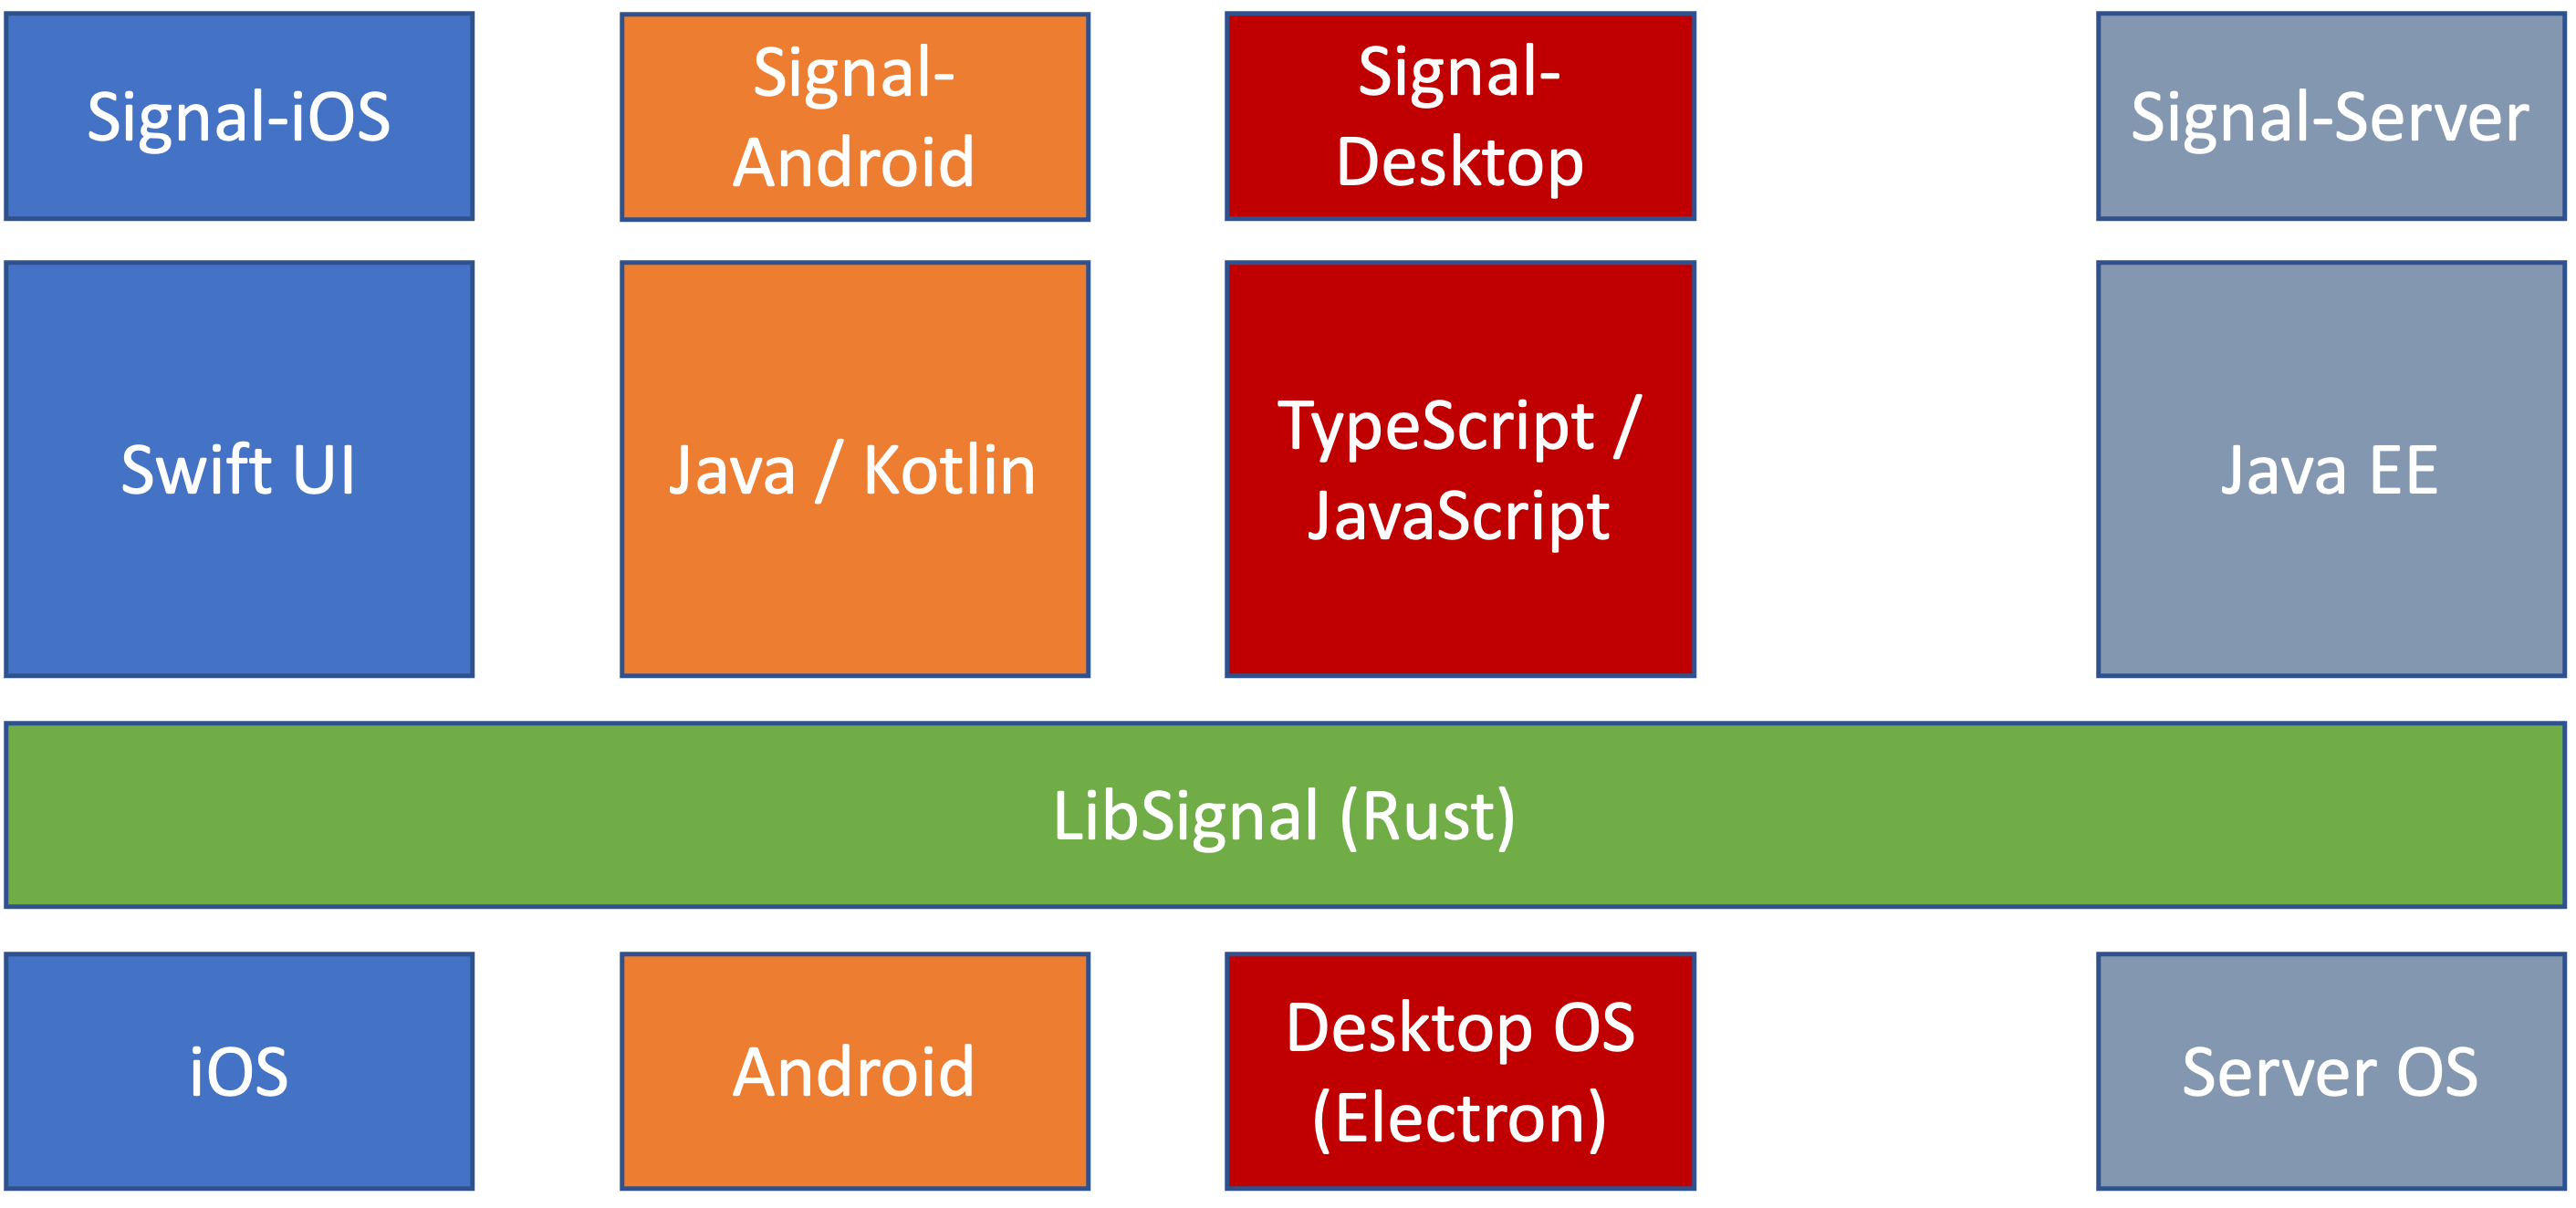 Signal-iOS
Signal-
Android
Signal-
Desktop
Signal-Server
Swift UI
Java / Kotlin
TypeScript /
JavaScript
Java EE
LibSignal (Rust)
iOS
Android
Desktop OS
(Electron)
Server OS